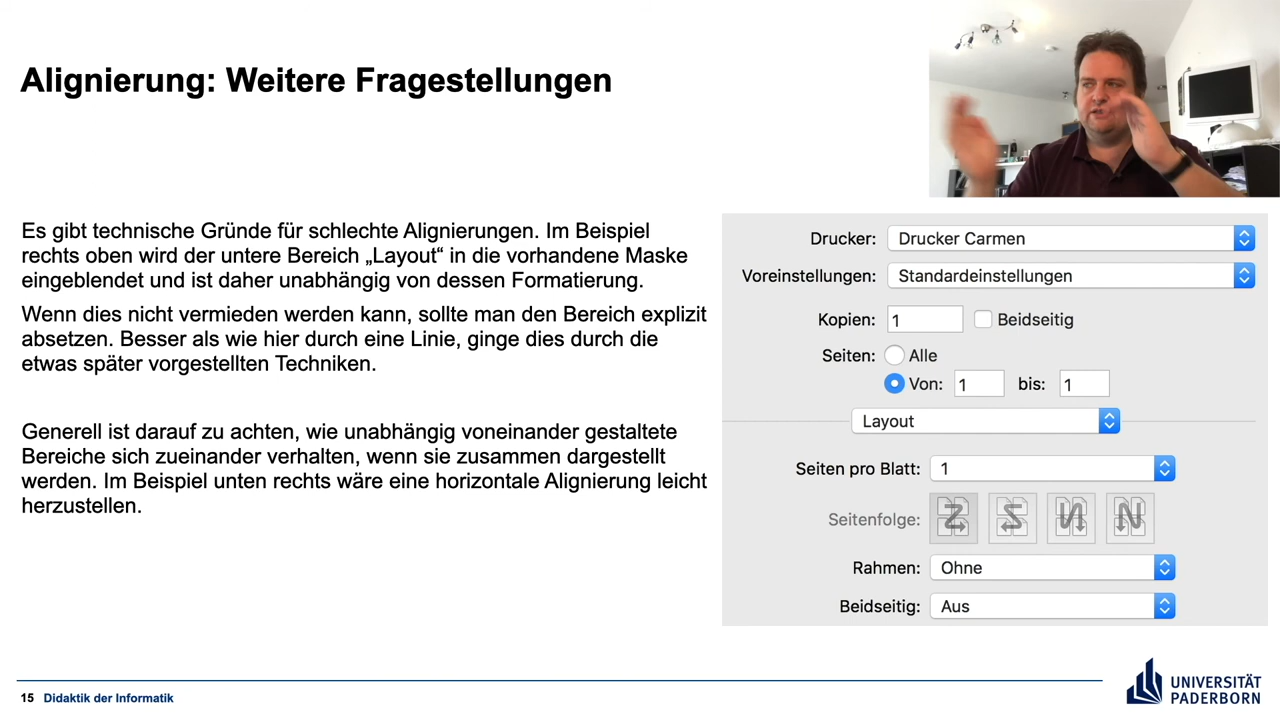 Alignierung: Weitere Fragestellungen
Es gibt technische Gründe für schlechte Alignierungen. Im Beispiel
rechts oben wird der untere Bereich „Layout“ in die vorhandene Maske
eingeblendet und ist daher unabhängig von dessen Formatierung.
Wenn dies nicht vermieden werden kann, sollte man den Bereich explizit
absetzen. Besser als wie hier durch eine Linie, ginge dies durch die
etwas später vorgestellten Techniken.
Generell ist darauf zu achten, wie unabhängig voneinander gestaltete
Bereiche sich zueinander verhalten, wenn sie zusammen dargestellt
werden. Im Beispiel unten rechts wäre eine horizontale Alignierung leicht
herzustellen.
Drucker: Drucker Carmen
Voreinstellungen: Standardeinstellungen
Kopien: 1 Beidseitig
Seiten: Alle
Von: 1 bis: 1
Layout
Seiten pro Blatt: 1
Seitenfolge:
Rahmen: Ohne
Beidseitig: Aus
15 Didaktik der Informatik
UNIVERSITÄT
PADERBORN